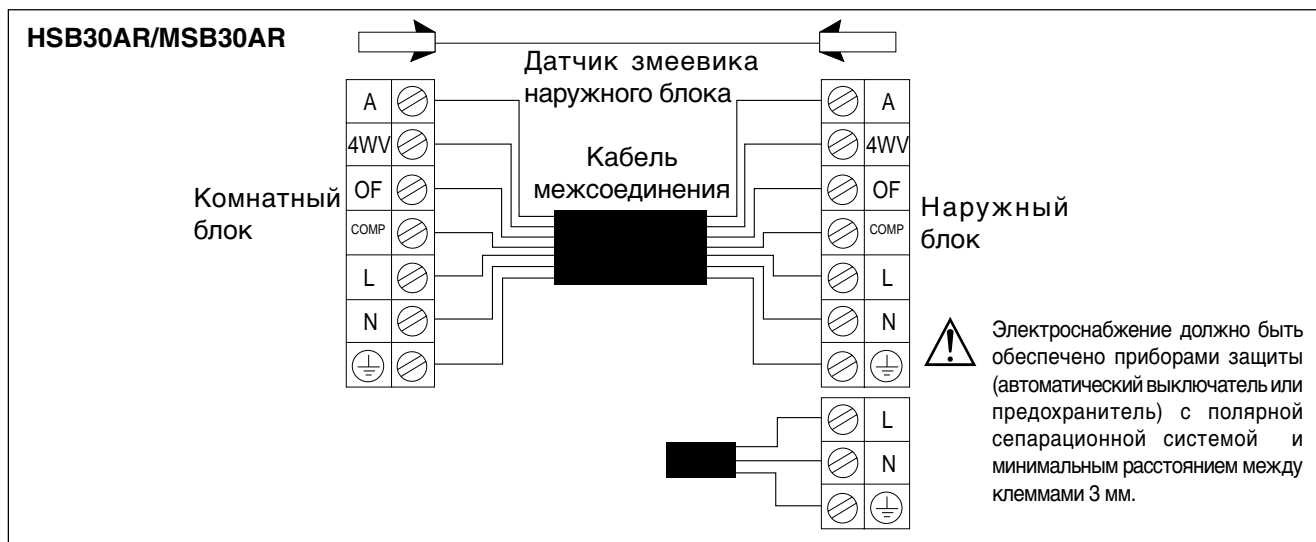 HSB30AR/MSB30AR
Датчик змеевика
наружного блока
Кабель
межсоединения
Комнатный
блок
A
4WV
OF
COMP
L
N
A
4WV
OF
COMP
L
N
Наружный
блок
L
N
Электроснабжение должно быть
обеспечено приборами защиты
(автоматический выключатель или
предохранитель) с полярной
сепарационной системой и
минимальным расстоянием между
клеммами 3 мм.